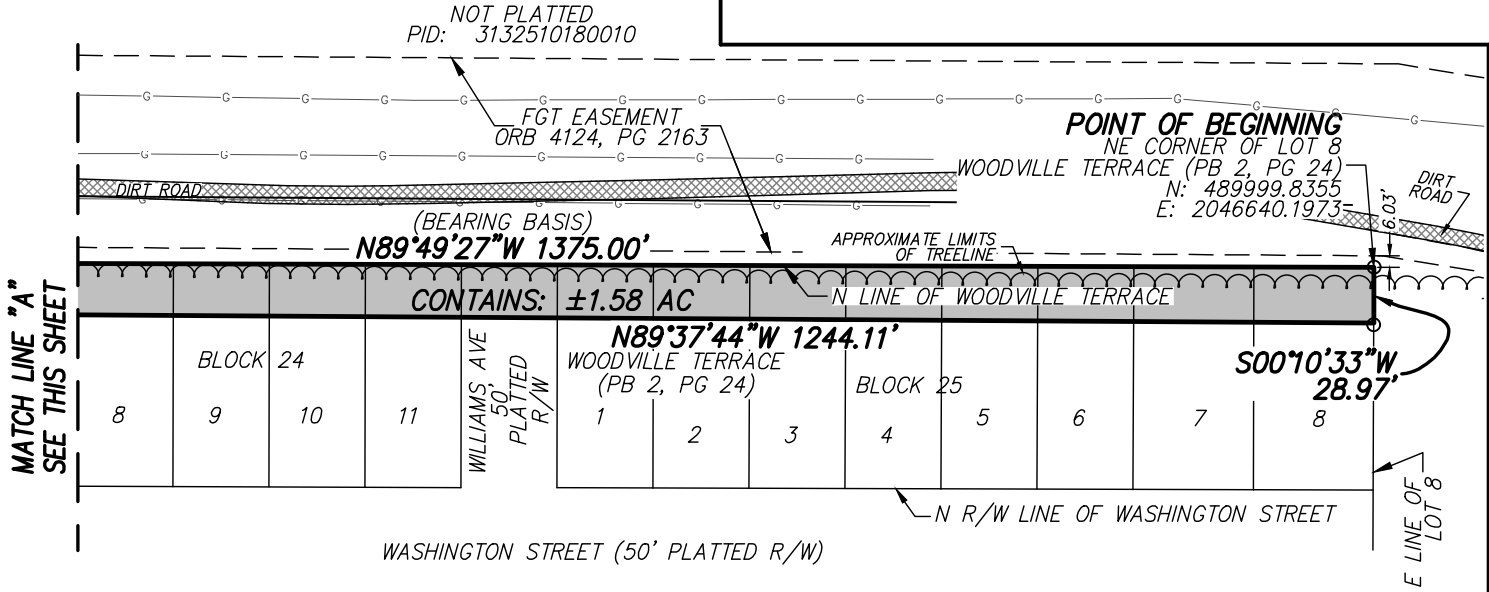 NOT PLATTED
PID: 3132510180010
G G G G G G G G G G G G G G G G
FGT EASEMENT
ORB 4124, PG 2163
POINT OF BEGINNING
NE CORNER OF LOT 8
WOODVILLE TERRACE (PB 2, PG 24)
N: 489999.8355
E: 2046640.1973
G G G G G G G G G G
DIRT ROAD
DIRT
ROAD
6.03'
G G G G G G G G G G
(BEARING BASIS)
N89°49'27"W 1375.00'
APPROXIMATE LIMITS
OF TREELINE
MATCH LINE "A"
SEE THIS SHEET
CONTAINS: ±1.58 AC
N LINE OF WOODVILLE TERRACE
N89°37'44"W 1244.11'
S00°10'33"W
28.97'
BLOCK 24
WILLIAMS AVE
50'
PLATTED
R/W
WOODVILLE TERRACE
(PB 2, PG 24)
BLOCK 25
8 9 10 11 1 2 3 4 5 6 7 8
N R/W LINE OF WASHINGTON STREET
E LINE OF
LOT 8
WASHINGTON STREET (50' PLATTED R/W)